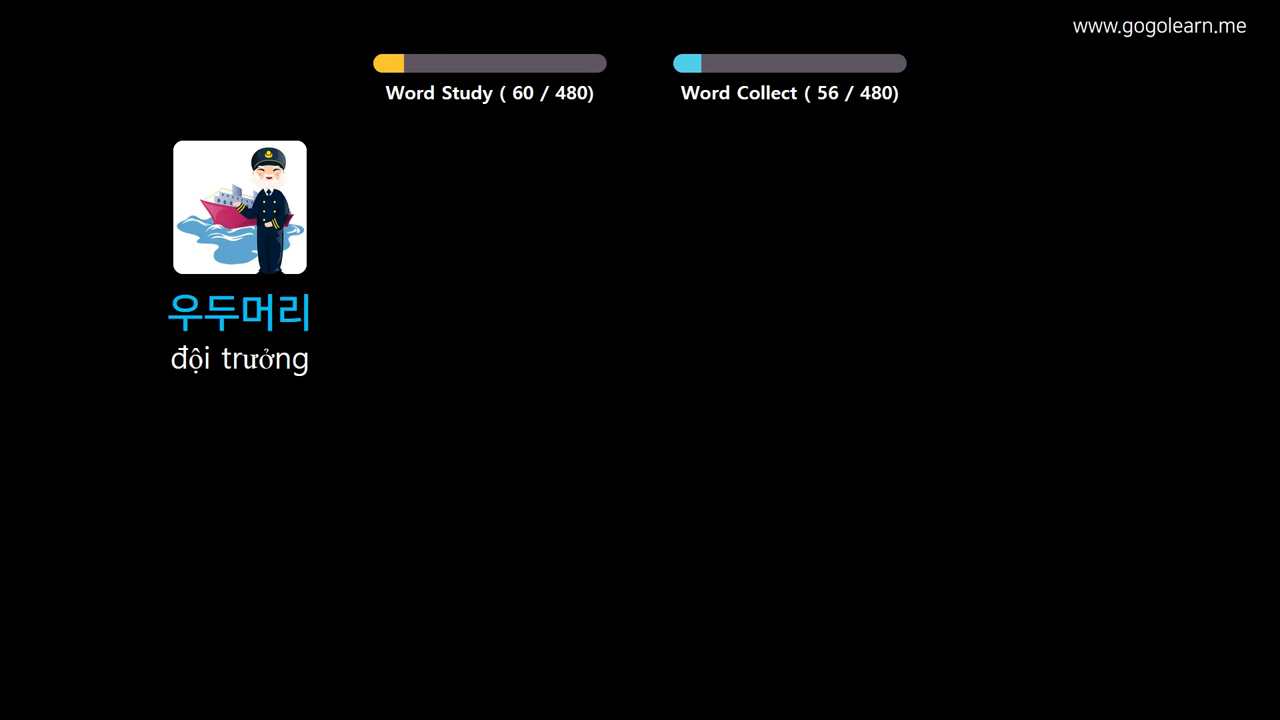 www.gogolearn.me
Word Study ( 60 / 480)
Word Collect ( 56 / 480)
우두머리
đội trưởng